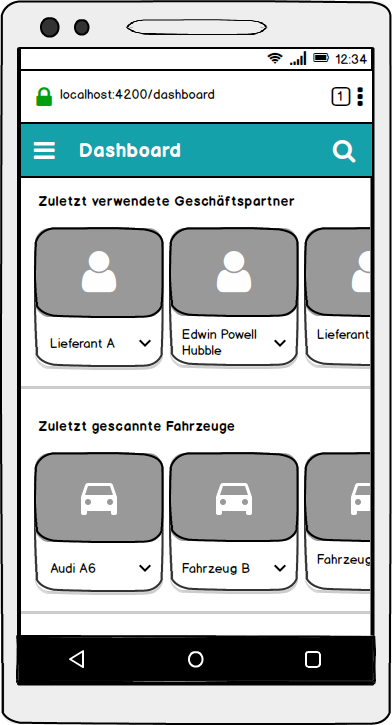 12:34
localhost:4200/dashboard
1
Dashboard
Zuletzt verwendete Geschäftspartner
Lieferant A
Edwin Powell
Hubble
Lieferant
Zuletzt gescannte Fahrzeuge
Audi A6
Fahrzeug B
Fahrzeug